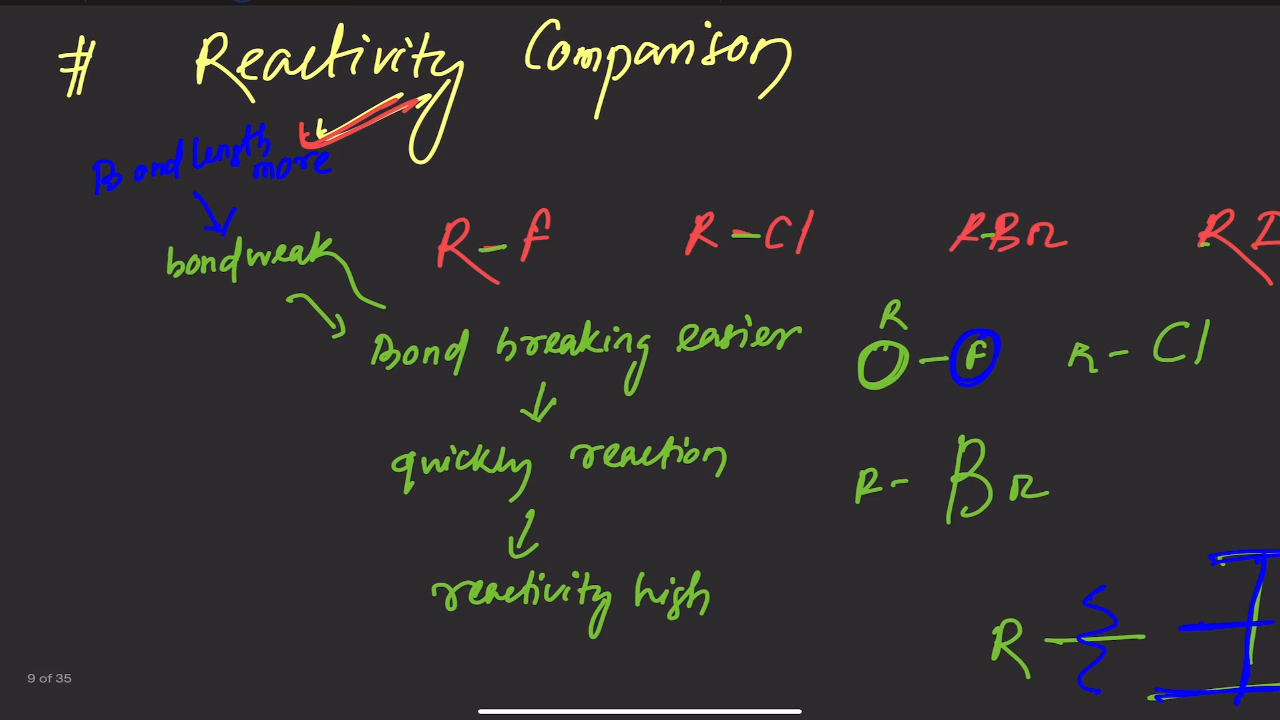 # Reactivity Comparison
Bond length more
bond weak
R-F R-Cl R-Br RI
Bond breaking easier
R
-F R-Cl
quickly reaction
R-Br
reactivity high
R-I
9 of 35